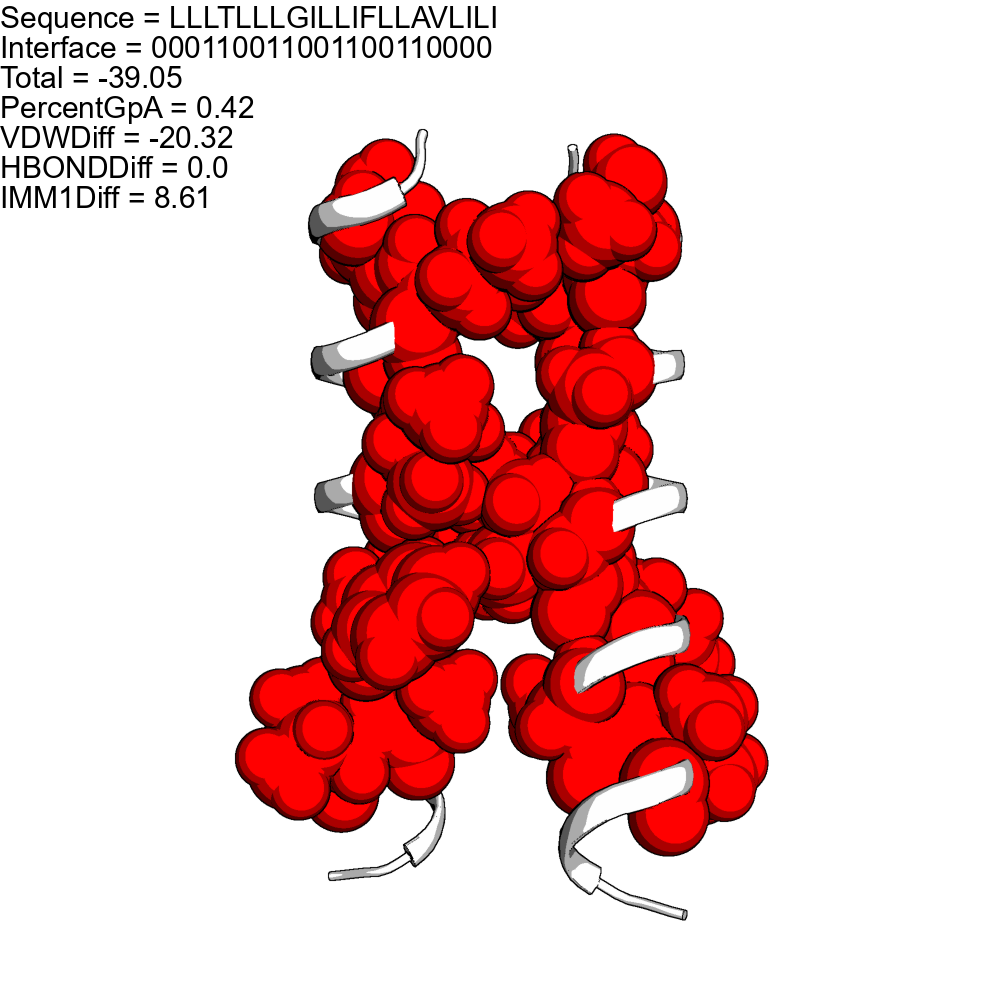 Sequence = LLLTLLLGILLIFLLAVLILI
Interface = 000110011001100110000
Total = -39.05
PercentGpA = 0.42
VDWDiff = -20.32
HBONDDiff = 0.0
IMM1Diff = 8.61